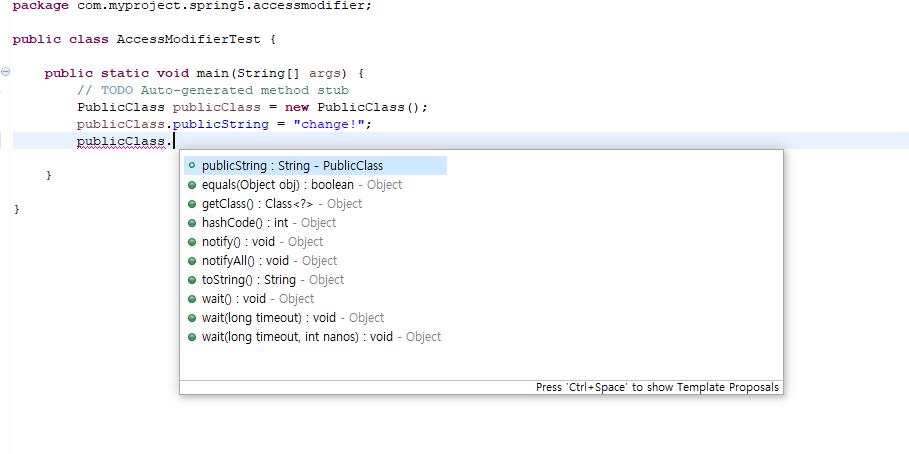 package com.myproject.spring5.accessmodifier;
public class AccessModifierTest {
public static void main(String[] args) {
// TODO Auto-generated method stub
PublicClass publicClass = new PublicClass();
publicClass.publicString = "change!";
publicClass.
publicString : String - PublicClass
equals(Object obj) : boolean - Object
getClass() : Class<?> - Object
hashCode() : int - Object
notify() : void - Object
notifyAll() : void - Object
toString() : String - Object
wait() : void - Object
wait(long timeout) : void - Object
wait(long timeout, int nanos) : void - Object
Press 'Ctrl+Space' to show Template Proposals
}
}